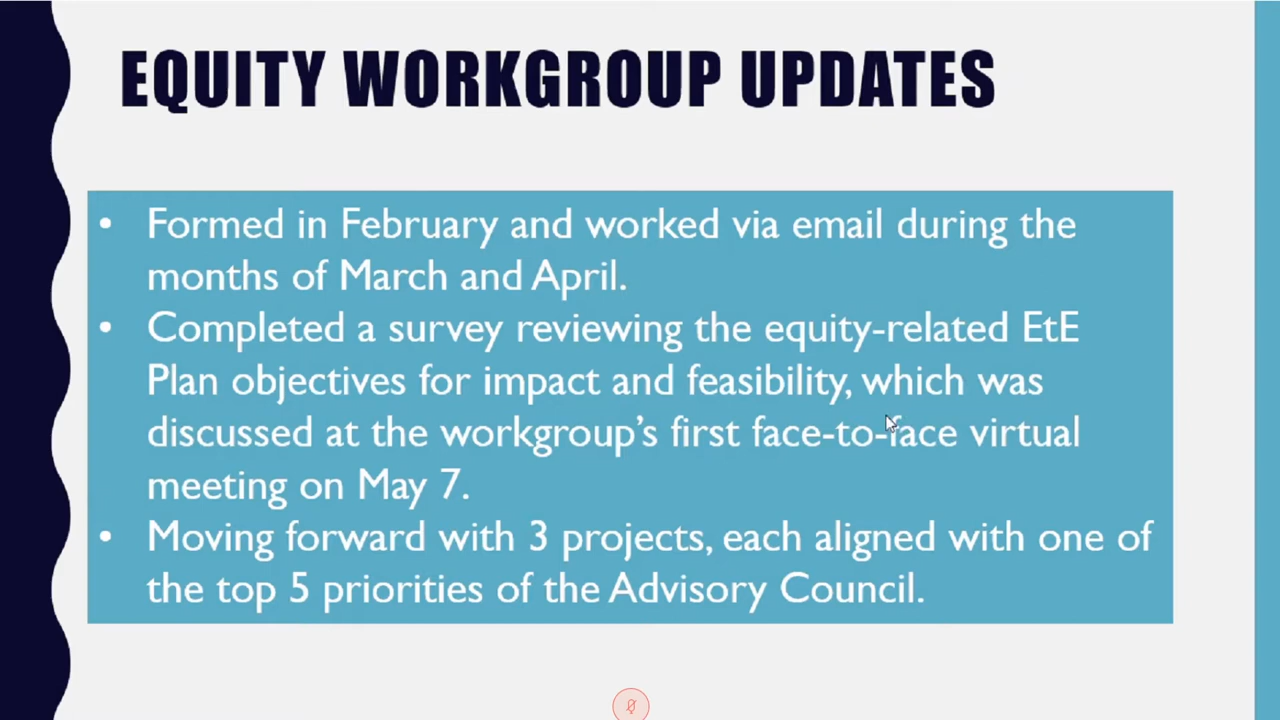 EQUITY WORKGROUP UPDATES
• Formed in February and worked via email during the
months of March and April.
• Completed a survey reviewing the equity-related EtE
Plan objectives for impact and feasibility, which was
discussed at the workgroup’s first face-to-face virtual
meeting on May 7.
• Moving forward with 3 projects, each aligned with one of
the top 5 priorities of the Advisory Council.